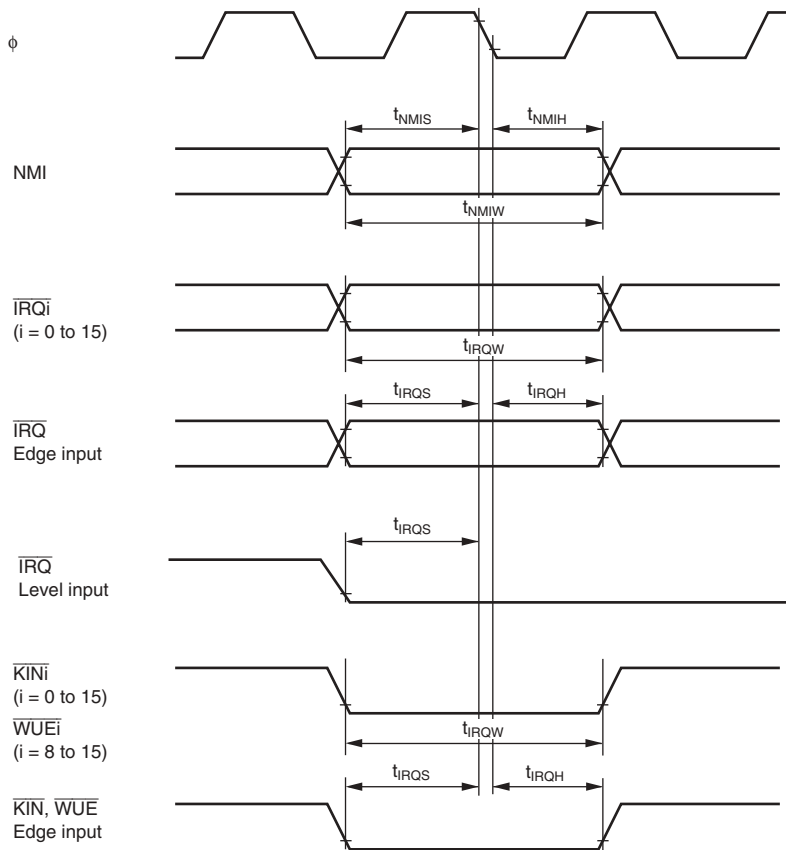 ϕ
tNMIS tNMIH
NMI
tNMIW
IRQi
(i = 0 to 15)
tIRQW
tIRQS tIRQH
IRQ
Edge input
tIRQS
IRQ
Level input
KINi
(i = 0 to 15)
WUEi
(i = 8 to 15)
tIRQW
tIRQS tIRQH
KIN, WUE
Edge input